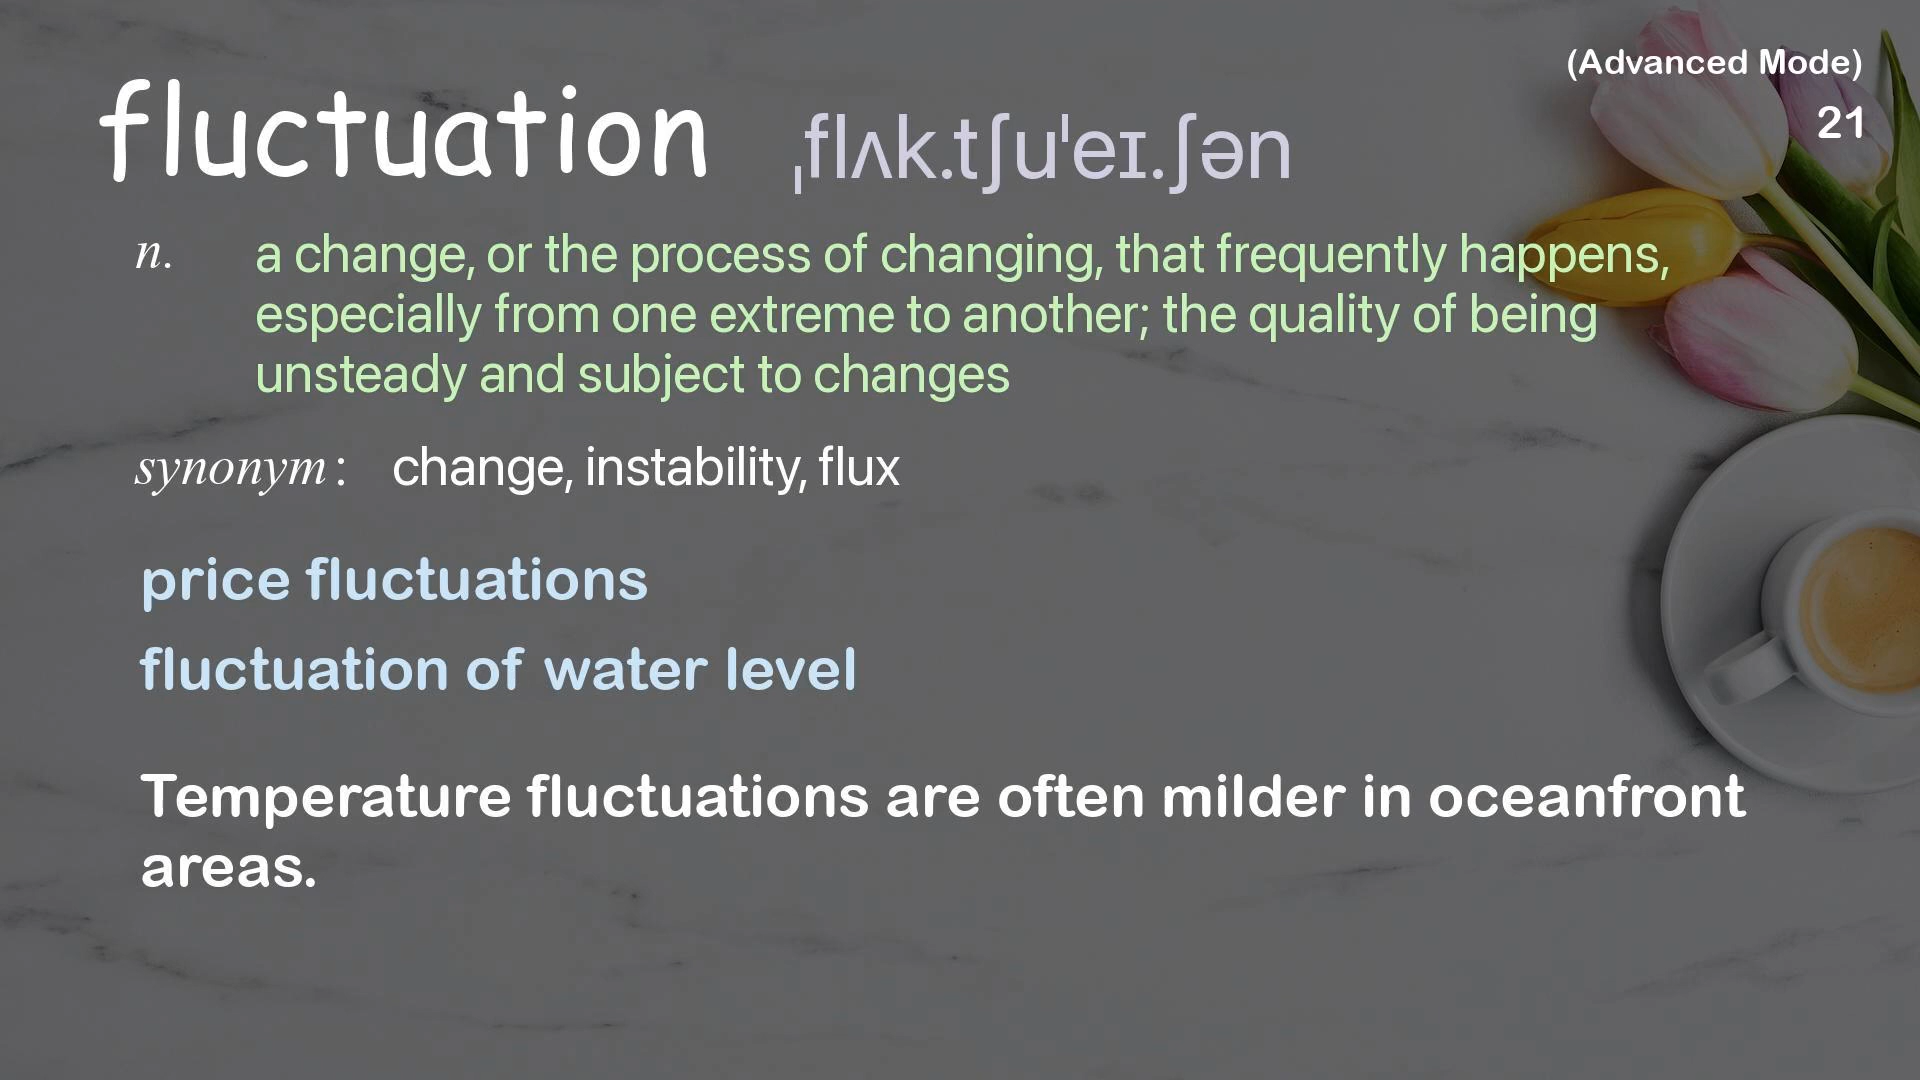 (Advanced Mode)
fluctuation ˌflʌk.tʃuˈeɪ.ʃən
21
n. a change, or the process of changing, that frequently happens,
especially from one extreme to another; the quality of being
unsteady and subject to changes
synonym: change, instability, flux
price fluctuations
fluctuation of water level
Temperature fluctuations are often milder in oceanfront
areas.